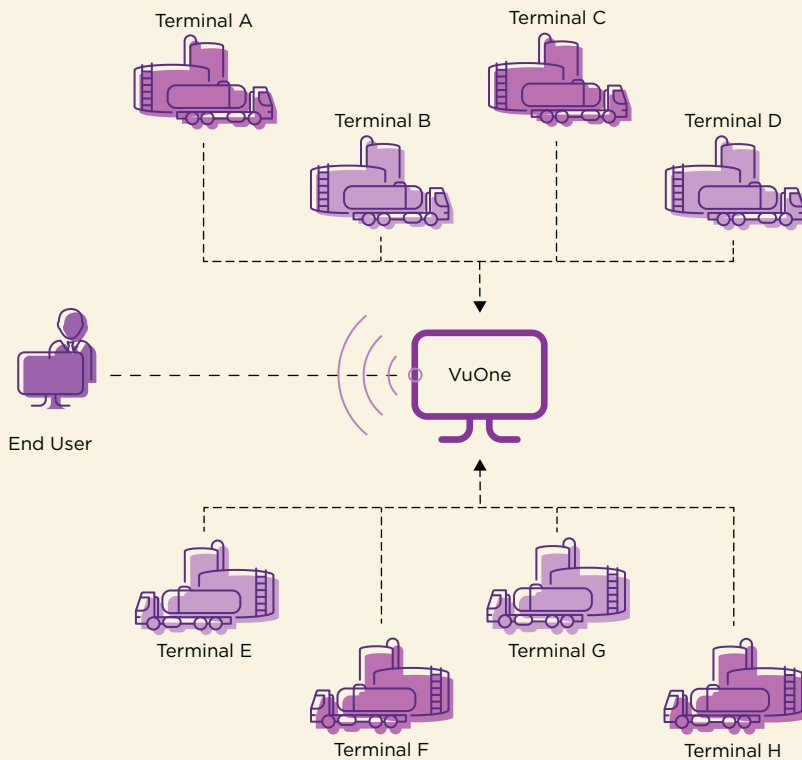 Terminal A
Terminal C
Terminal B
Terminal D
VuOne
End User
Terminal E
Terminal G
Terminal F
Terminal H